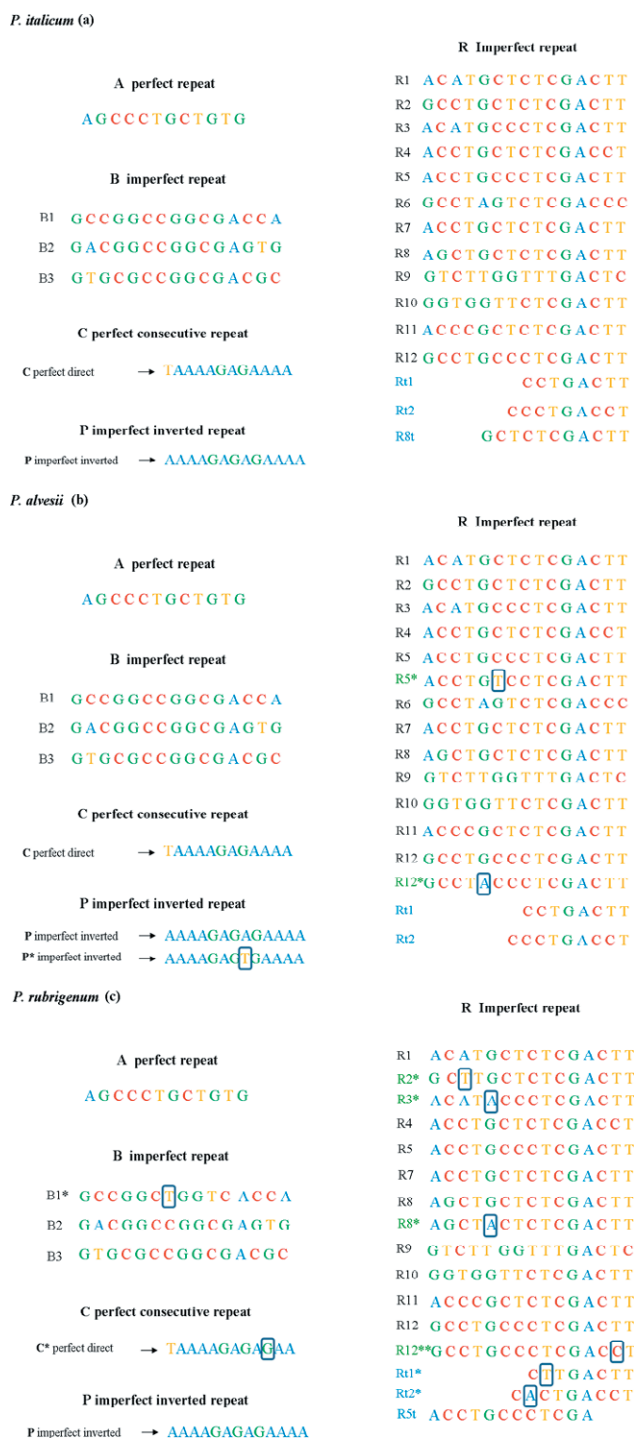 P. italicum (a)
A perfect repeat
AGCCCTGCTGTG
B imperfect repeat
B1 GCCGGCCGGCGACCA
B2 GACGGCCGGCGAGTG
B3 GTGCGCCGGCGACGC
C perfect consecutive repeat
C perfect direct → TAAAAGAGAAAA
P imperfect inverted repeat
P imperfect inverted → AAAAGAGAGAAAA
R Imperfect repeat
R1 ACATGCTCTCGACTT
R2 GCCTGCTCTCGACTT
R3 ACATGCCCTCGACTT
R4 ACCTGCTCTCGACCT
R5 ACCTGCCCTCGACTT
R6 GCCTAGTCTCGACCC
R7 ACCTGCTCTCGACTT
R8 AGCTGCTCTCGACTT
R9 GTCTTGGTTTGACTC
R10 GGTGGTTCTCGACTT
R11 ACCCGCTCTCGACTT
R12 GCCTGCCCTCGACTT
Rt1 CCTGACTT
Rt2 CCCTGACCT
R8t GCTCTCGACTT
P. alvesii (b)
A perfect repeat
AGCCCTGCTGTG
B imperfect repeat
B1 GCCGGCCGGCGACCA
B2 GACGGCCGGCGAGTG
B3 GTGCGCCGGCGACGC
C perfect consecutive repeat
C perfect direct → TAAAAGAGAAAA
P imperfect inverted repeat
P imperfect inverted → AAAAGAGAGAAAA
P* imperfect inverted → AAAAGAGTGAAAA
R Imperfect repeat
R1 ACATGCTCTCGACTT
R2 GCCTGCTCTCGACTT
R3 ACATGCCCTCGACTT
R4 ACCTGCTCTCGACCT
R5 ACCTGCCCTCGACTT
R5* ACCTGTCCTCGACTT
R6 GCCTAGTCTCGACCC
R7 ACCTGCTCTCGACTT
R8 AGCTGCTCTCGACTT
R9 GTCTTGGTTTGACTC
R10 GGTGGTTCTCGACTT
R11 ACCCGCTCTCGACTT
R12 GCCTGCCCTCGACTT
R12* GCCTACCCTCGACTT
Rt1 CCTGACTT
Rt2 CCCTGACCT
P. rubrigenum (c)
A perfect repeat
AGCCCTGCTGTG
B imperfect repeat
B1* GCCGGCTGGTCACCA
B2 GACGGCCGGCGAGTG
B3 GTGCGCCGGCGACGC
C perfect consecutive repeat
C* perfect direct → TAAAAGAGAGAA
P imperfect inverted repeat
P imperfect inverted → AAAAGAGAGAAAA
R Imperfect repeat
R1 ACATGCTCTCGACTT
R2* GCTTGCTCTCGACTT
R3* ACATACCCTCGACTT
R4 ACCTGCTCTCGACCT
R5 ACCTGCCCTCGACTT
R7 ACCTGCTCTCGACTT
R8 AGCTGCTCTCGACTT
R8* AGCTACTCTCGACTT
R9 GTCTTGGTTTGACTC
R10 GGTGGTTCTCGACTT
R11 ACCCGCTCTCGACTT
R12 GCCTGCCCTCGACTT
R12** GCCTGCCCTCGACCT
Rt1* CTTGACTT
Rt2* CACTGACCT
R5t ACCTGCCCTCGA